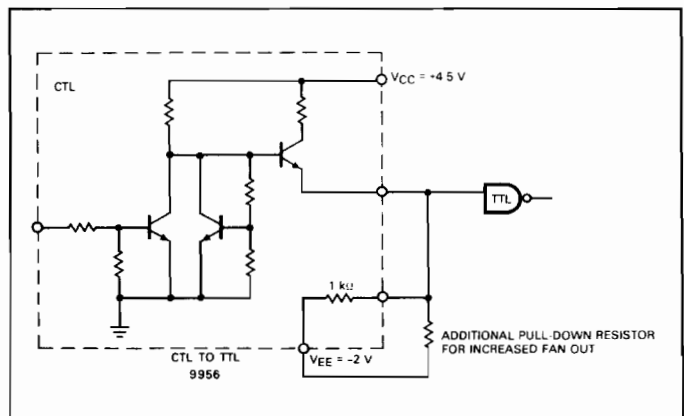 CTL
VCC = +4 5 V
TTL
1 kΩ
VEE = -2 V
ADDITIONAL PULL-DOWN RESISTOR
FOR INCREASED FAN OUT
CTL TO TTL
9956